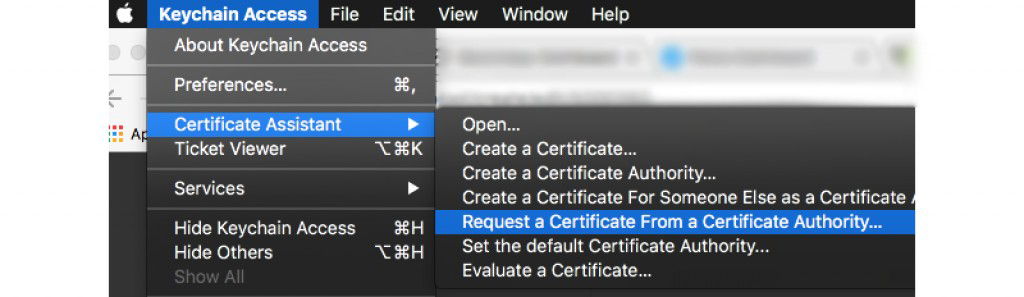 Keychain Access File Edit View Window Help
About Keychain Access
Preferences... ⌘,
Certificate Assistant ▶
Ticket Viewer ⌥⌘K
Services ▶
Hide Keychain Access ⌘H
Hide Others ⌥⌘H
Show All
Open...
Create a Certificate...
Create a Certificate Authority...
Create a Certificate For Someone Else as a Certificate
Request a Certificate From a Certificate Authority...
Set the default Certificate Authority...
Evaluate a Certificate...